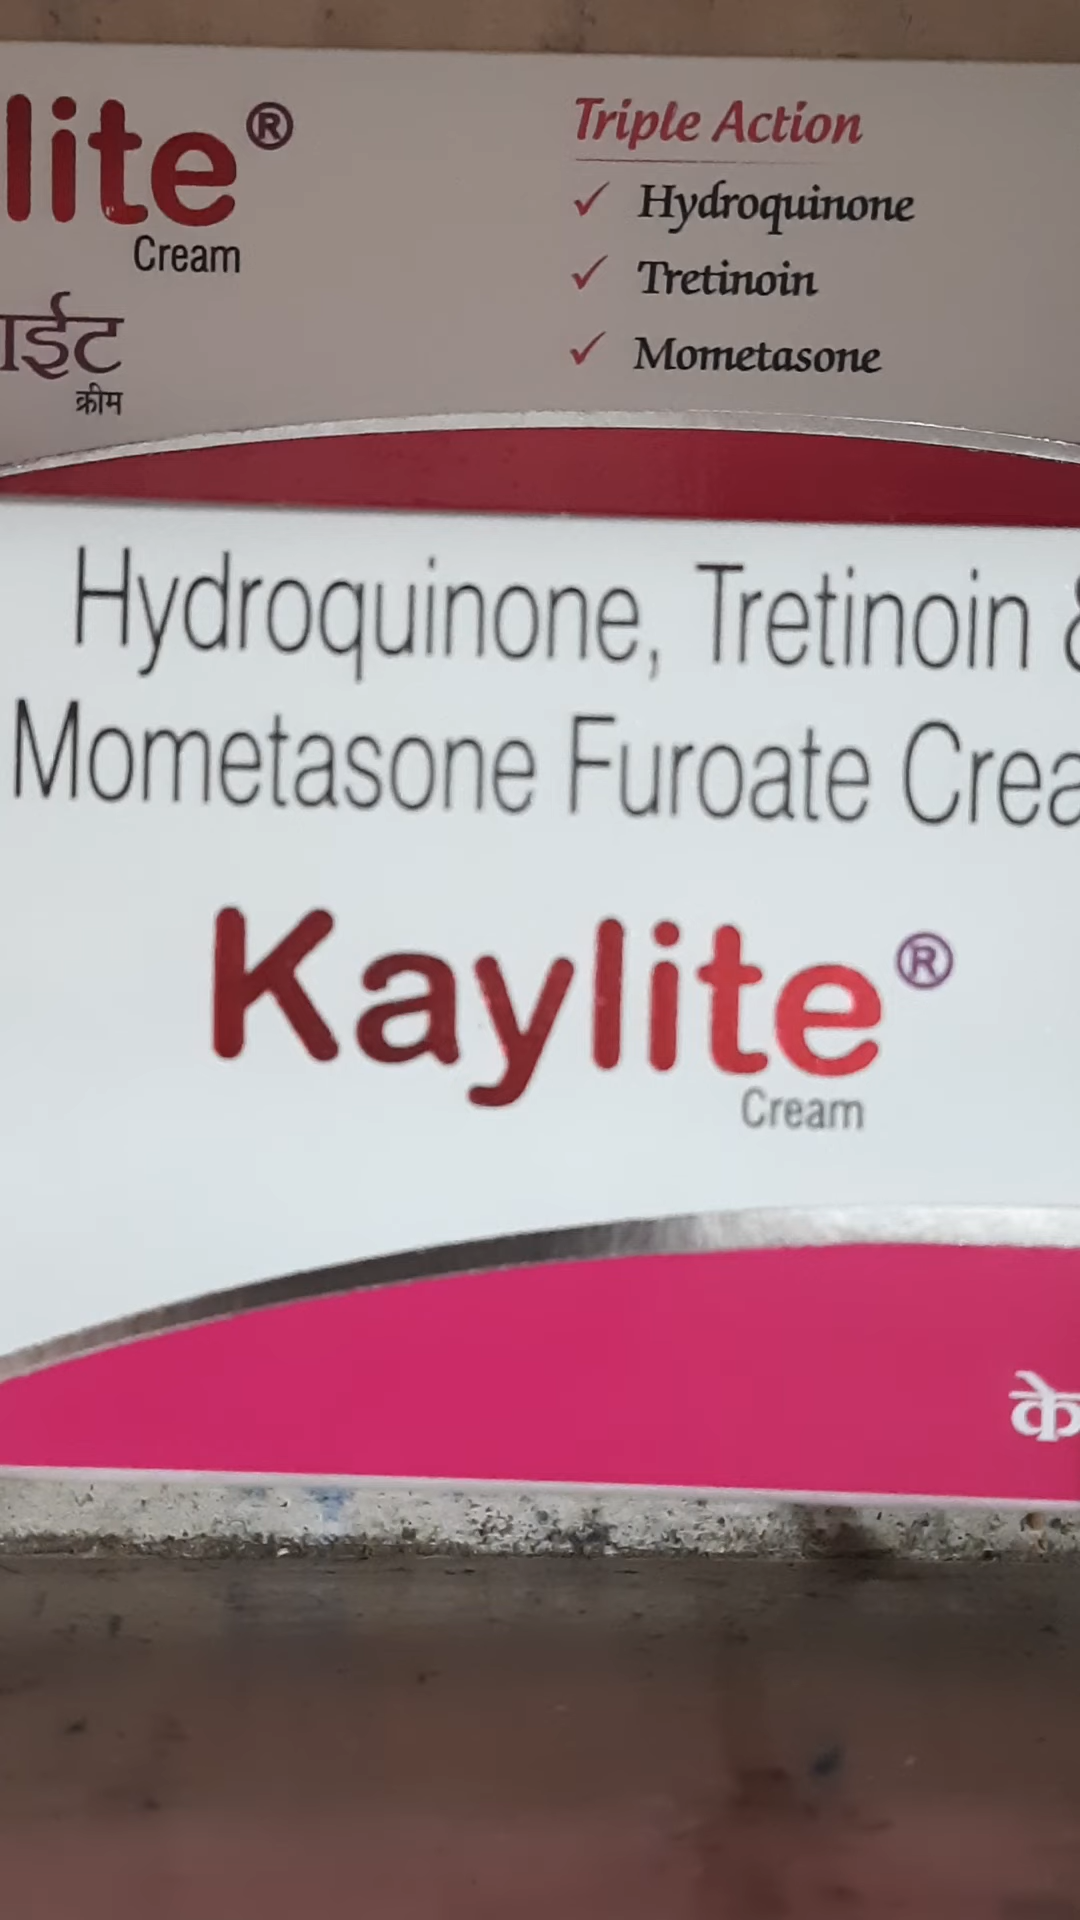 lite®
Cream
ाईट
क्रीम
Triple Action
✓ Hydroquinone
✓ Tretinoin
✓ Mometasone
Hydroquinone, Tretinoin &
Mometasone Furoate Crea
Kaylite®
Cream
के